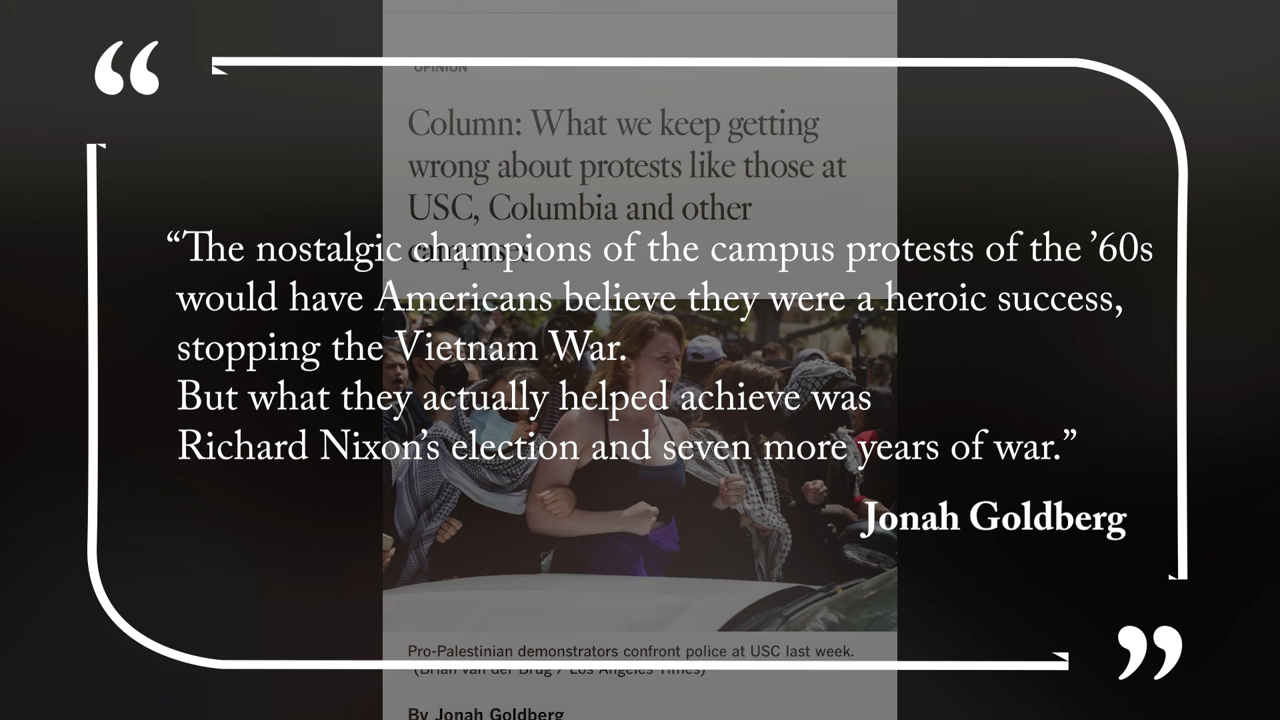 OPINION
Column: What we keep getting
wrong about protests like those at
USC, Columbia and other
campuses
“The nostalgic champions of the campus protests of the ’60s
would have Americans believe they were a heroic success,
stopping the Vietnam War.
But what they actually helped achieve was
Richard Nixon’s election and seven more years of war.”
Jonah Goldberg
Pro-Palestinian demonstrators confront police at USC last week.
(Brian van der Brug / Los Angeles Times)
By Jonah Goldberg